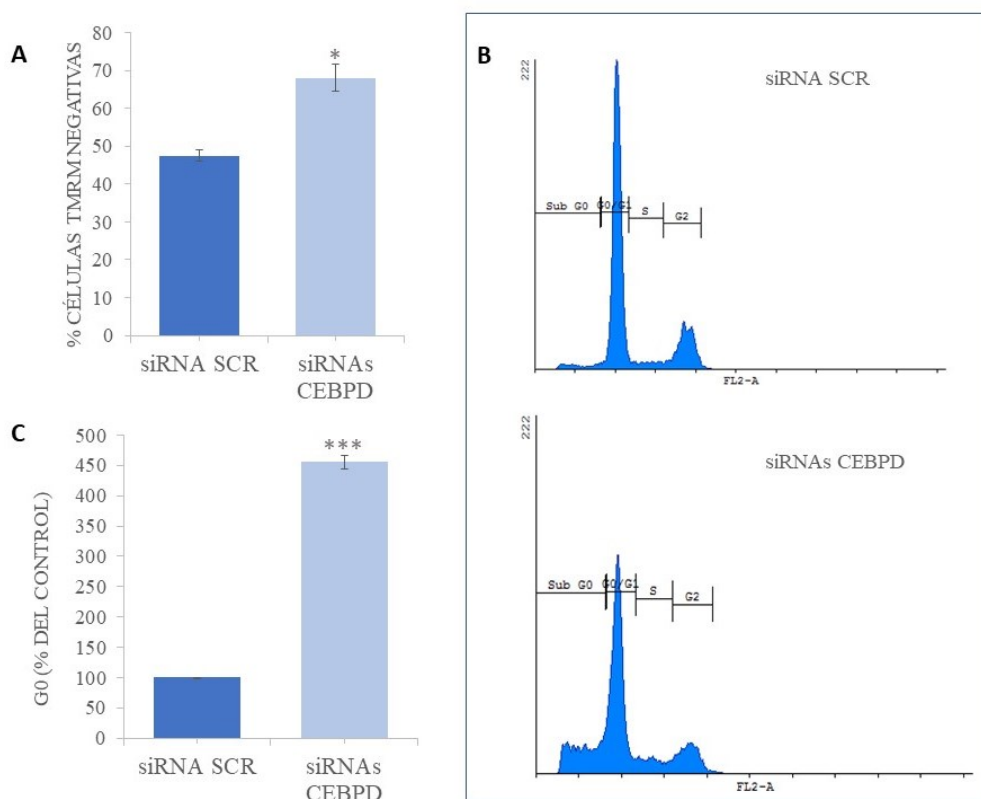 A
% CÉLULAS TMRM NEGATIVAS
80
70
60
50
40
30
20
10
0
*
siRNA SCR
siRNAs
CEBPD
B
222
siRNA SCR
Sub G0 G0/G1 S G2
FL2-A
222
siRNAs CEBPD
Sub G0 G0/G1 S G2
FL2-A
C
G0 (% DEL CONTROL)
500
450
400
350
300
250
200
150
100
50
0
***
siRNA SCR
siRNAs
CEBPD